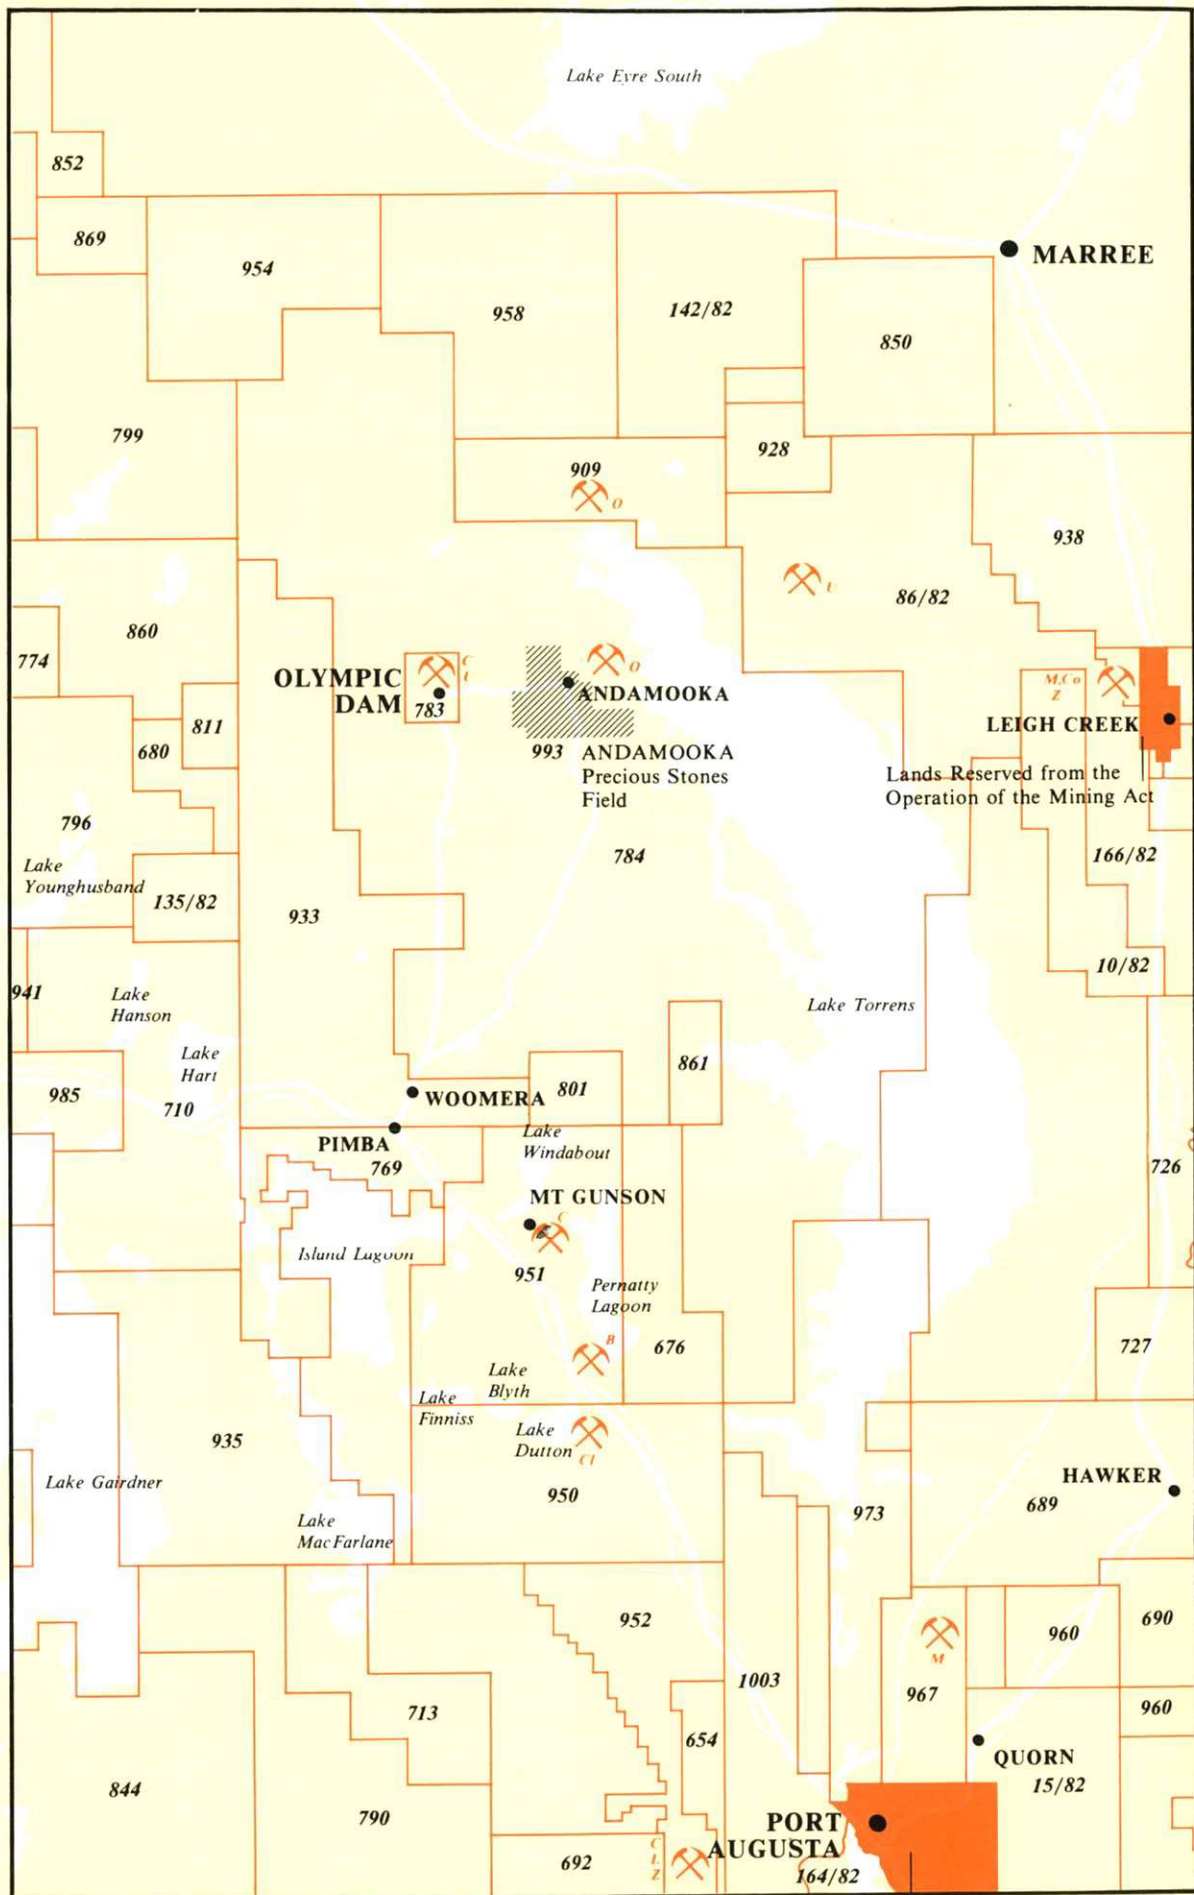 Lake Eyre South
852
869
954
958
142/82
MARREE
850
799
928
909
O
938
U
86/82
860
774
OLYMPIC
DAM
C
U
783
O
ANDAMOOKA
993
ANDAMOOKA
Precious Stones
Field
M,Co
Z
LEIGH CREEK
Lands Reserved from the
Operation of the Mining Act
811
680
796
Lake
Younghusband
784
166/82
135/82
933
10/82
941
Lake
Hanson
Lake Torrens
Lake
Hart
985
710
861
801
WOOMERA
PIMBA
769
Lake
Windabout
726
MT GUNSON
C
Island Lagoon
951
Pernatty
Lagoon
B
676
727
Lake
Blyth
Lake
Finniss
935
Lake
Dutton
Cl
Lake Gairdner
HAWKER
950
973
689
Lake
MacFarlane
952
960
690
M
1003
967
713
960
654
QUORN
844
15/82
790
PORT
AUGUSTA
C
L
Z
692
164/82